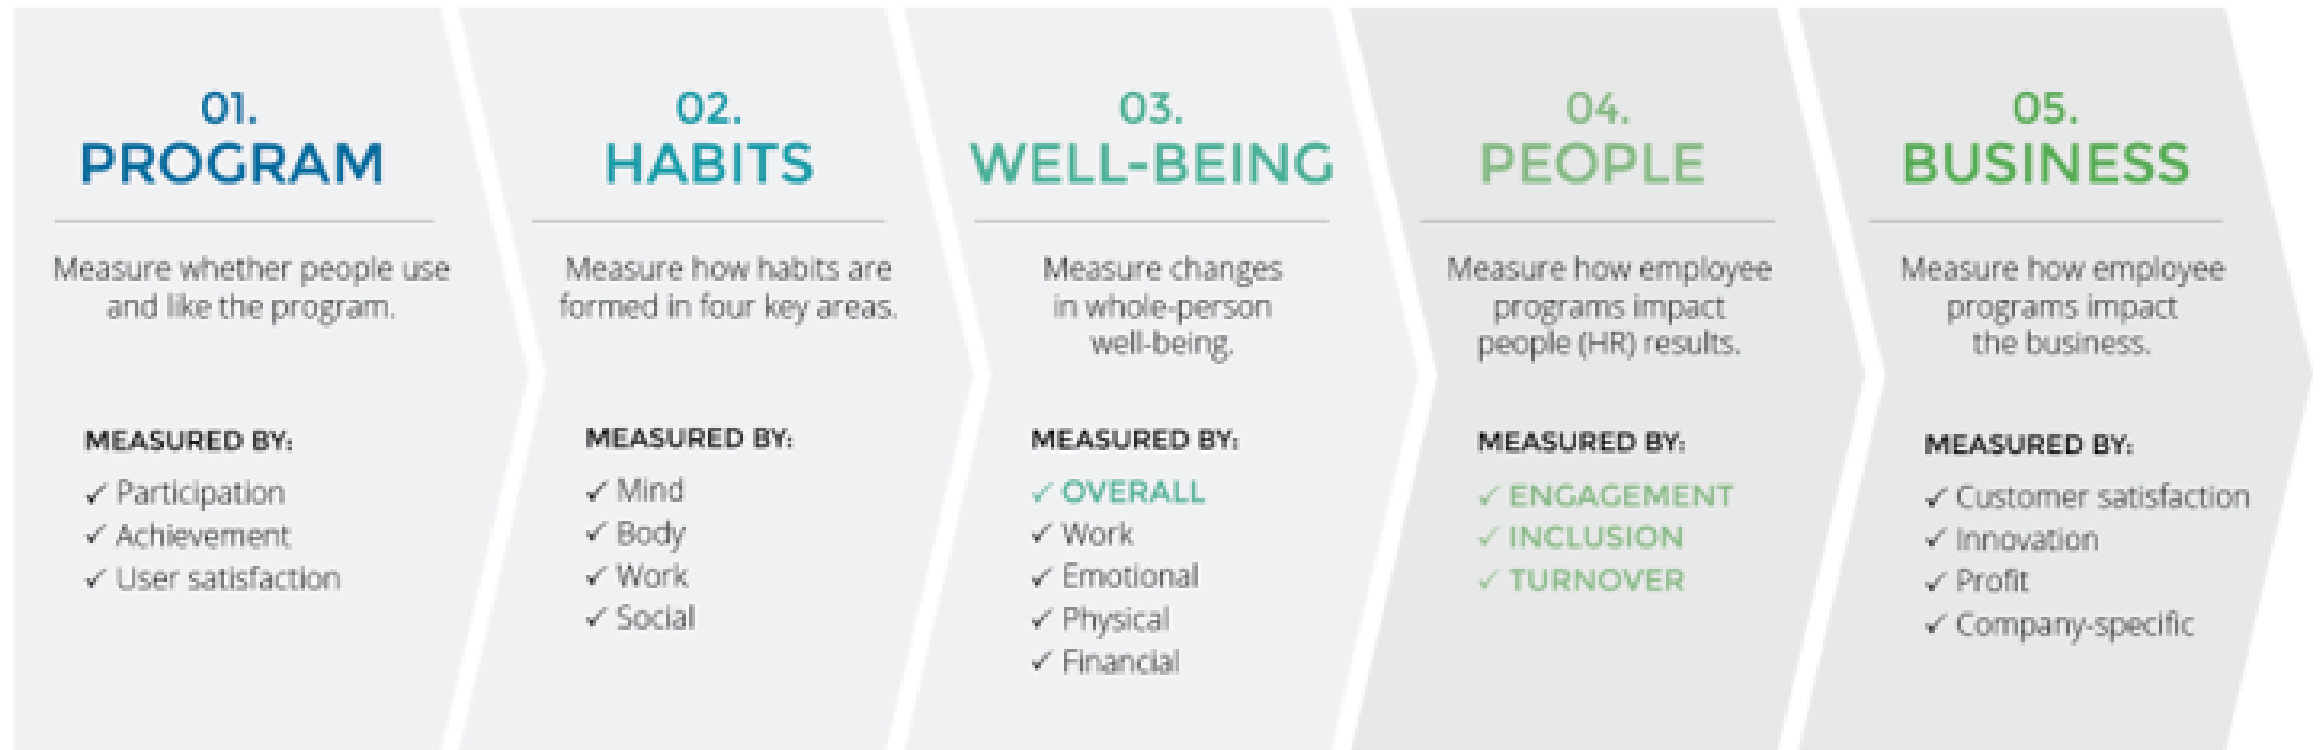 01.
PROGRAM
Measure whether people use
and like the program.
MEASURED BY:
✓ Participation
✓ Achievement
✓ User satisfaction
02.
HABITS
Measure how habits are
formed in four key areas.
MEASURED BY:
✓ Mind
✓ Body
✓ Work
✓ Social
03.
WELL-BEING
Measure changes
in whole-person
well-being.
MEASURED BY:
✓ OVERALL
✓ Work
✓ Emotional
✓ Physical
✓ Financial
04.
PEOPLE
Measure how employee
programs impact
people (HR) results.
MEASURED BY:
✓ ENGAGEMENT
✓ INCLUSION
✓ TURNOVER
05.
BUSINESS
Measure how employee
programs impact
the business.
MEASURED BY:
✓ Customer satisfaction
✓ Innovation
✓ Profit
✓ Company-specific